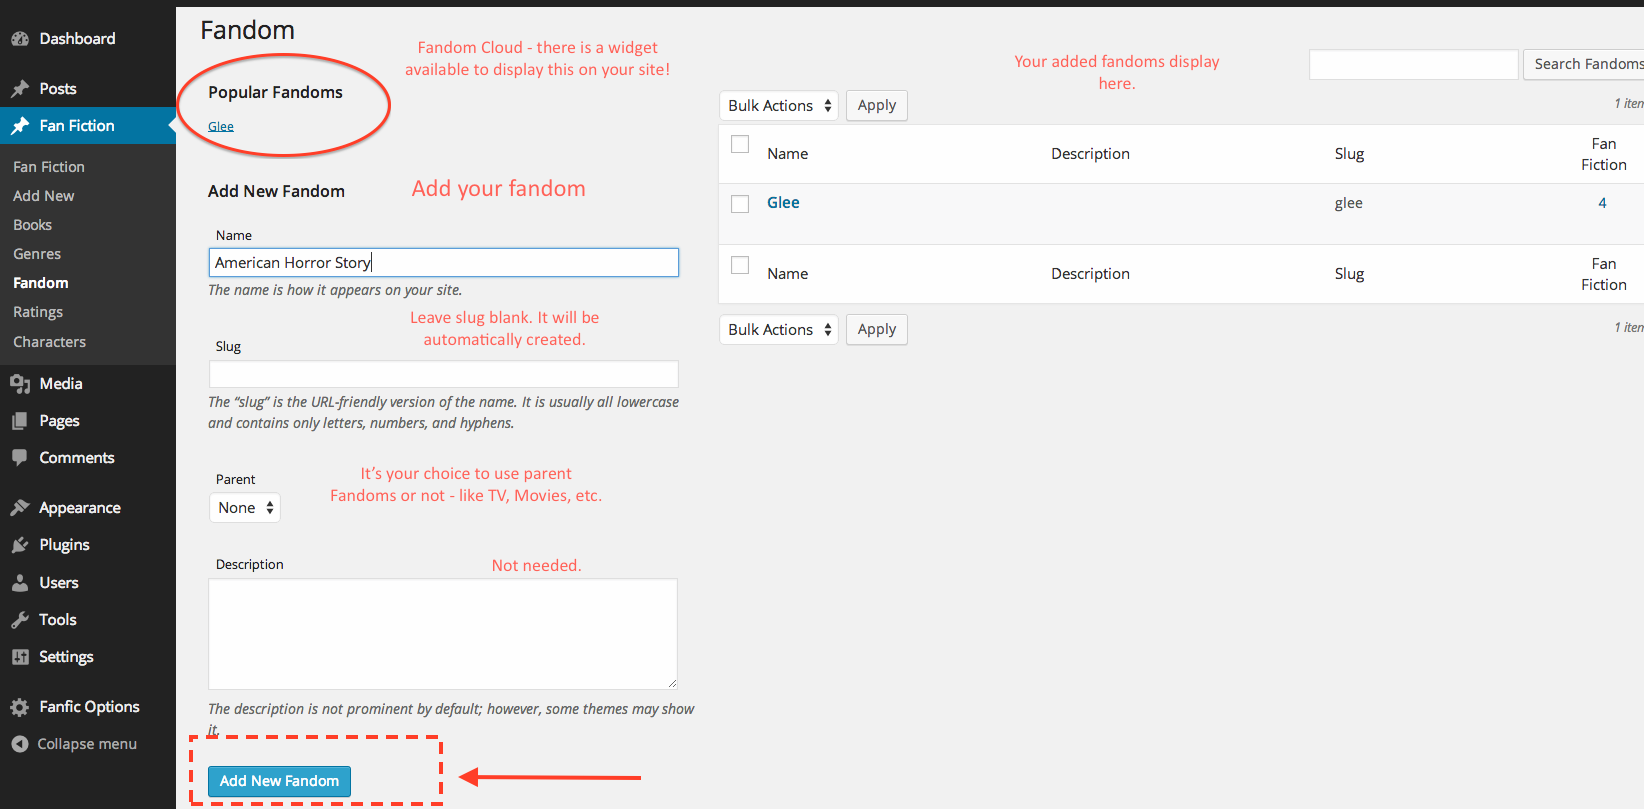 Dashboard
Posts
Fan Fiction
Fan Fiction
Add New
Books
Genres
Fandom
Ratings
Characters
Media
Pages
Comments
Appearance
Plugins
Users
Tools
Settings
Fanfic Options
Collapse menu
Fandom
Fandom Cloud - there is a widget
available to display this on your site!
Popular Fandoms
Glee
Add New Fandom
Add your fandom
Name
American Horror Story
The name is how it appears on your site.
Leave slug blank. It will be
automatically created.
Slug
The “slug” is the URL-friendly version of the name. It is usually all lowercase
and contains only letters, numbers, and hyphens.
Parent
It’s your choice to use parent
Fandoms or not - like TV, Movies, etc.
None
Description
Not needed.
The description is not prominent by default; however, some themes may show
it.
Add New Fandom
Your added fandoms display
here.
Search Fandoms
Bulk Actions Apply
1 item
Name Description Slug Fan
Fiction
Glee glee 4
Name Description Slug Fan
Fiction
Bulk Actions Apply
1 item